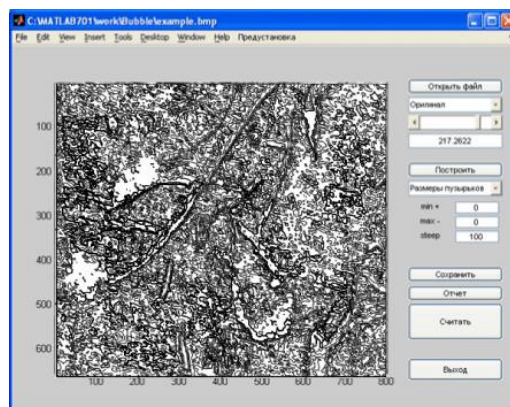 C:\MATLAB701\work\Bubble\example.bmp
File Edit View Insert Tools Desktop Window Help Предустановка
Открыть файл
Оригинал
217.2622
Построить
Размеры пузырьков
min + 0
max - 0
steep 100
Сохранить
Отчет
Считать
Выход
100
200
300
400
500
600
100 200 300 400 500 600 700 800